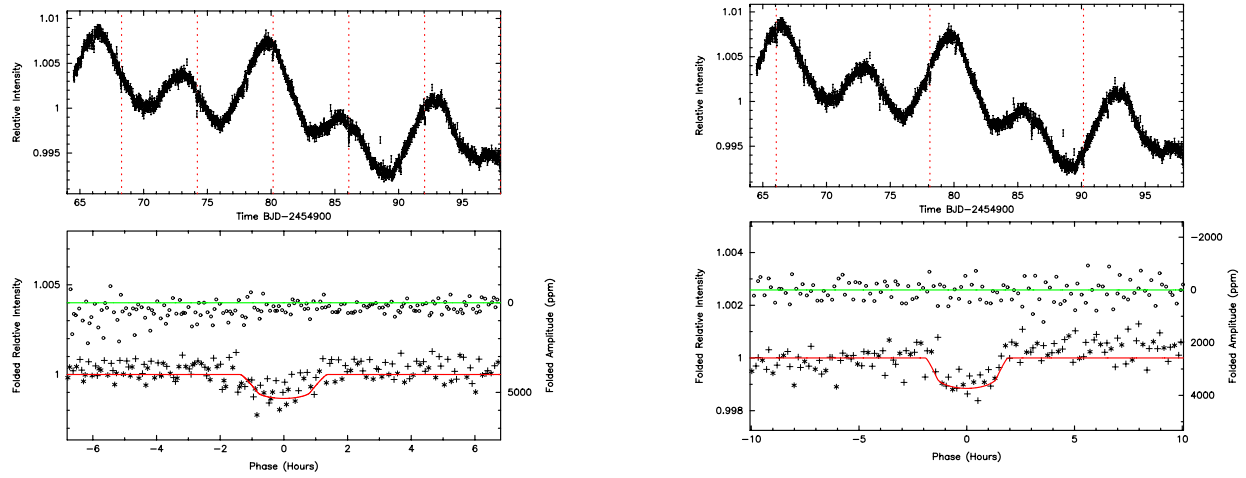 1.01
1.005
1
0.995
Relative Intensity
65 70 75 80 85 90 95
Time BJD-2454900
1.005
1
Folded Relative Intensity
0
5000
Folded Amplitude (ppm)
-6 -4 -2 0 2 4 6
Phase (Hours)
1.01
1.005
1
0.995
Relative Intensity
65 70 75 80 85 90 95
Time BJD-2454900
1.004
1.002
1
0.998
Folded Relative Intensity
-2000
0
2000
4000
Folded Amplitude (ppm)
-10 -5 0 5 10
Phase (Hours)